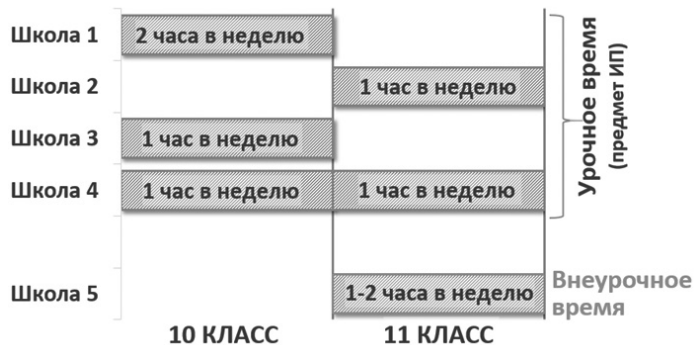 Школа 1
2 часа в неделю
Школа 2
1 час в неделю
Школа 3
1 час в неделю
Школа 4
1 час в неделю
1 час в неделю
Урочное время
(предмет ИП)
Школа 5
1-2 часа в неделю
Внеурочное
время
10 КЛАСС
11 КЛАСС